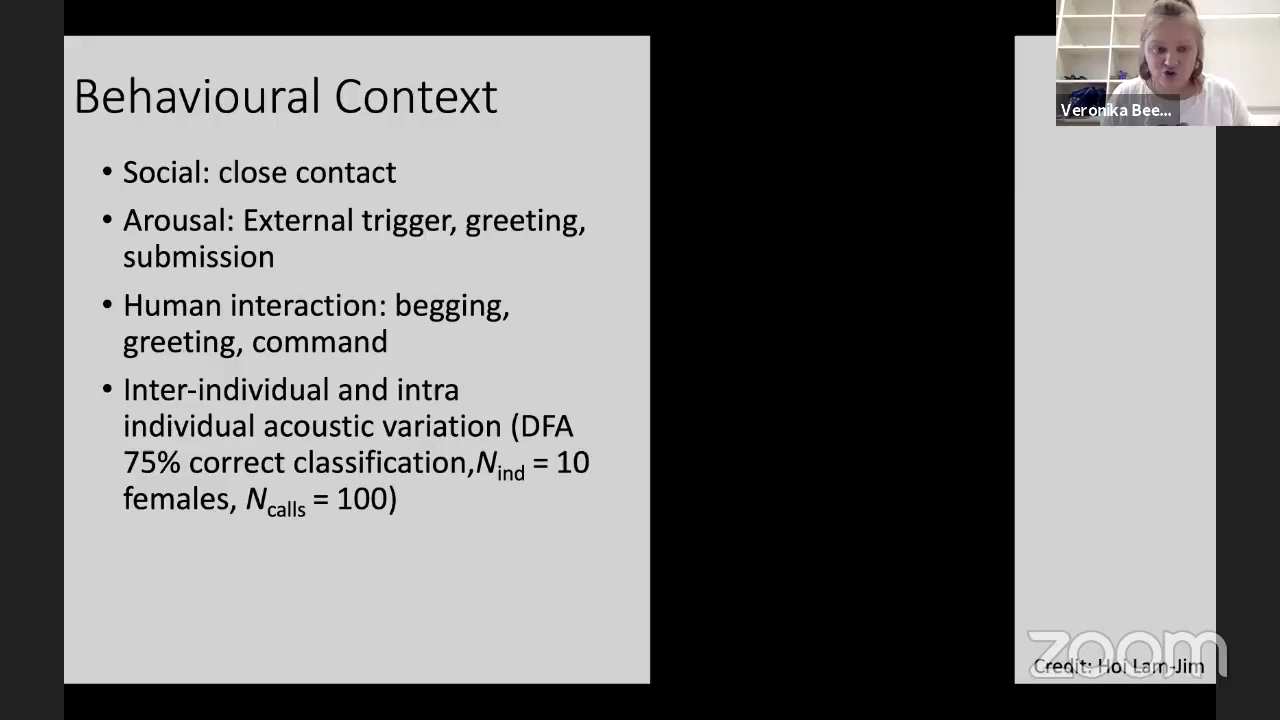 Behavioural Context
• Social: close contact
• Arousal: External trigger, greeting,
submission
• Human interaction: begging,
greeting, command
• Inter-individual and intra
individual acoustic variation (DFA
75% correct classification,Nind = 10
females, Ncalls = 100)
Veronika Bee...
zoom
Credit: Hoi Lam-Jim